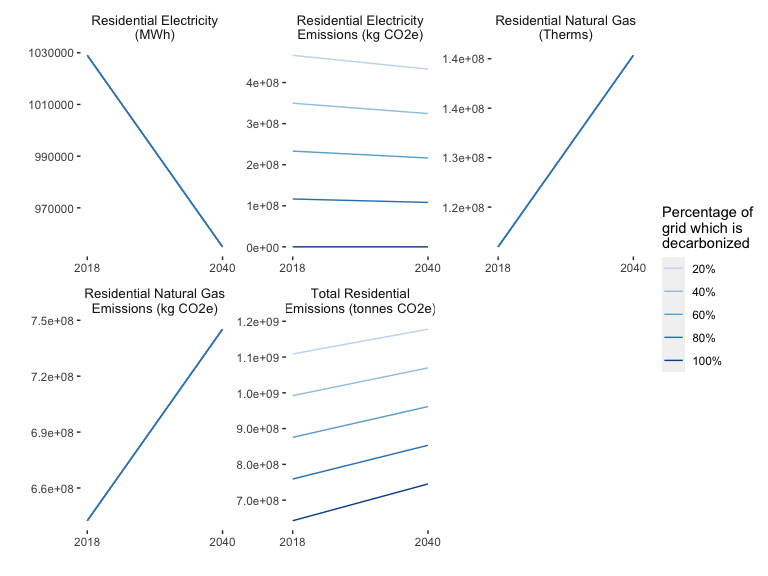 Residential Electricity
(MWh)
1030000
1010000
990000
970000
2018
2040
Residential Electricity
Emissions (kg CO2e)
4e+08
3e+08
2e+08
1e+08
0e+00
2018
2040
Residential Natural Gas
(Therms)
1.4e+08
1.4e+08
1.3e+08
1.2e+08
2018
2040
Residential Natural Gas
Emissions (kg CO2e)
7.5e+08
7.2e+08
6.9e+08
6.6e+08
2018
2040
Total Residential
Emissions (tonnes CO2e)
1.2e+09
1.1e+09
1.0e+09
9.0e+08
8.0e+08
7.0e+08
2018
2040
Percentage of
grid which is
decarbonized
20%
40%
60%
80%
100%